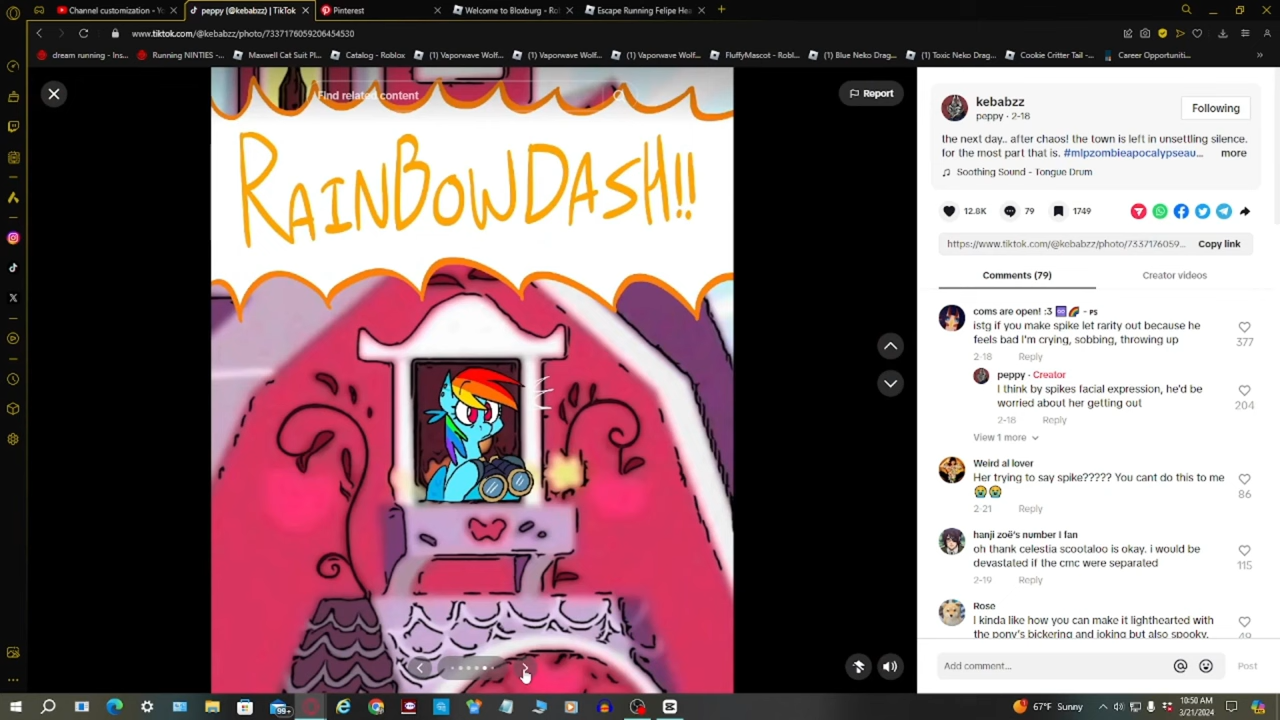 Channel customization - Y
peppy (@kebabzz) | TikTok
Pinterest
Welcome to Bloxburg - Ro
Escape Running Felipe He
www.tiktok.com/@kebabzz/photo/7337176059206454530
dream running - Ins...
Running NINTIES -...
Maxwell Cat Suit Pl...
Catalog - Roblox
(1) Vaporwave Wolf...
(1) Vaporwave Wolf...
(1) Vaporwave Wolf...
FluffyMascot - Robl...
(1) Blue Neko Drag...
(1) Toxic Neko Drag...
Cookie Critter Tail -...
Career Opportuniti...
Find related content
Report
RAINBOWDASH!!
kebabzz
peppy · 2-18
Following
the next day.. after chaos! the town is left in unsettling silence.
for the most part that is. #mlpzombieapocalypseau... more
Soothing Sound - Tongue Drum
12.8K
79
1749
https://www.tiktok.com/@kebabzz/photo/7337176059... Copy link
Comments (79)
Creator videos
coms are open! :3 ♾️🌈 - PS
istg if you make spike let rarity out because he
feels bad I'm crying, sobbing, throwing up
377
2-18 Reply
peppy · Creator
I think by spikes facial expression, he'd be
worried about her getting out
204
2-18 Reply
View 1 more
Weird al lover
Her trying to say spike????? You cant do this to me
😭😭
86
2-21 Reply
hanji zoë's number I fan
oh thank celestia scootaloo is okay. i would be
devastated if the cmc were separated
115
2-19 Reply
Rose
I kinda like how you can make it lighthearted with
the pony's bickering and joking but also spooky.
49
Add comment...
Post
99+
67°F Sunny
10:50 AM
3/21/2024